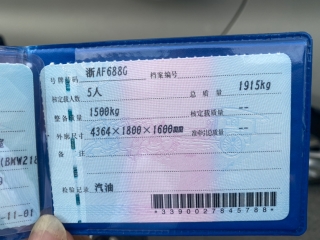 号牌号码 浙AF688G 档案编号
核定载人数 5人 总质量 1915kg
整备质量 1500kg 核定载质量 --
外廓尺寸 4364×1800×1600mm 准牵引总质量 --
备注
检验记录 汽油
*3390027845788*
(BMW218
11-01